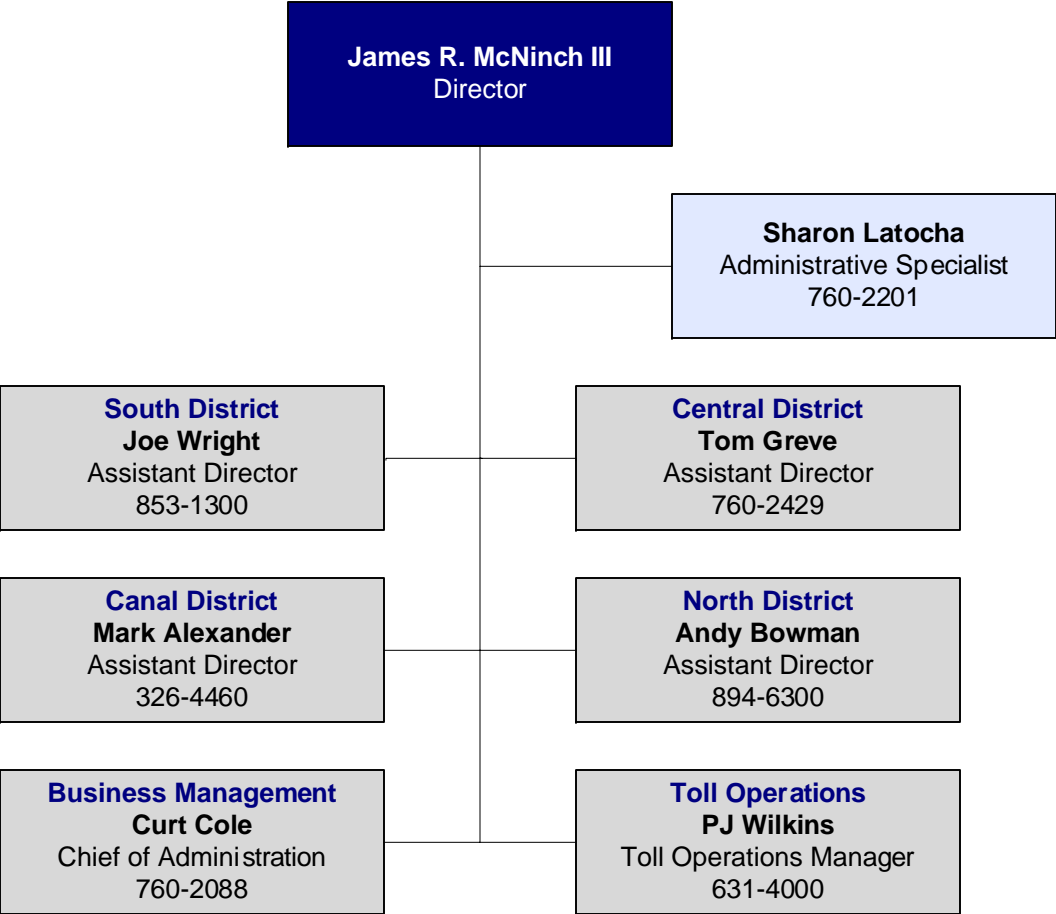 James R. McNinch III
Director
Sharon Latocha
Administrative Specialist
760-2201
South District
Joe Wright
Assistant Director
853-1300
Central District
Tom Greve
Assistant Director
760-2429
Canal District
Mark Alexander
Assistant Director
326-4460
North District
Andy Bowman
Assistant Director
894-6300
Business Management
Curt Cole
Chief of Administration
760-2088
Toll Operations
PJ Wilkins
Toll Operations Manager
631-4000